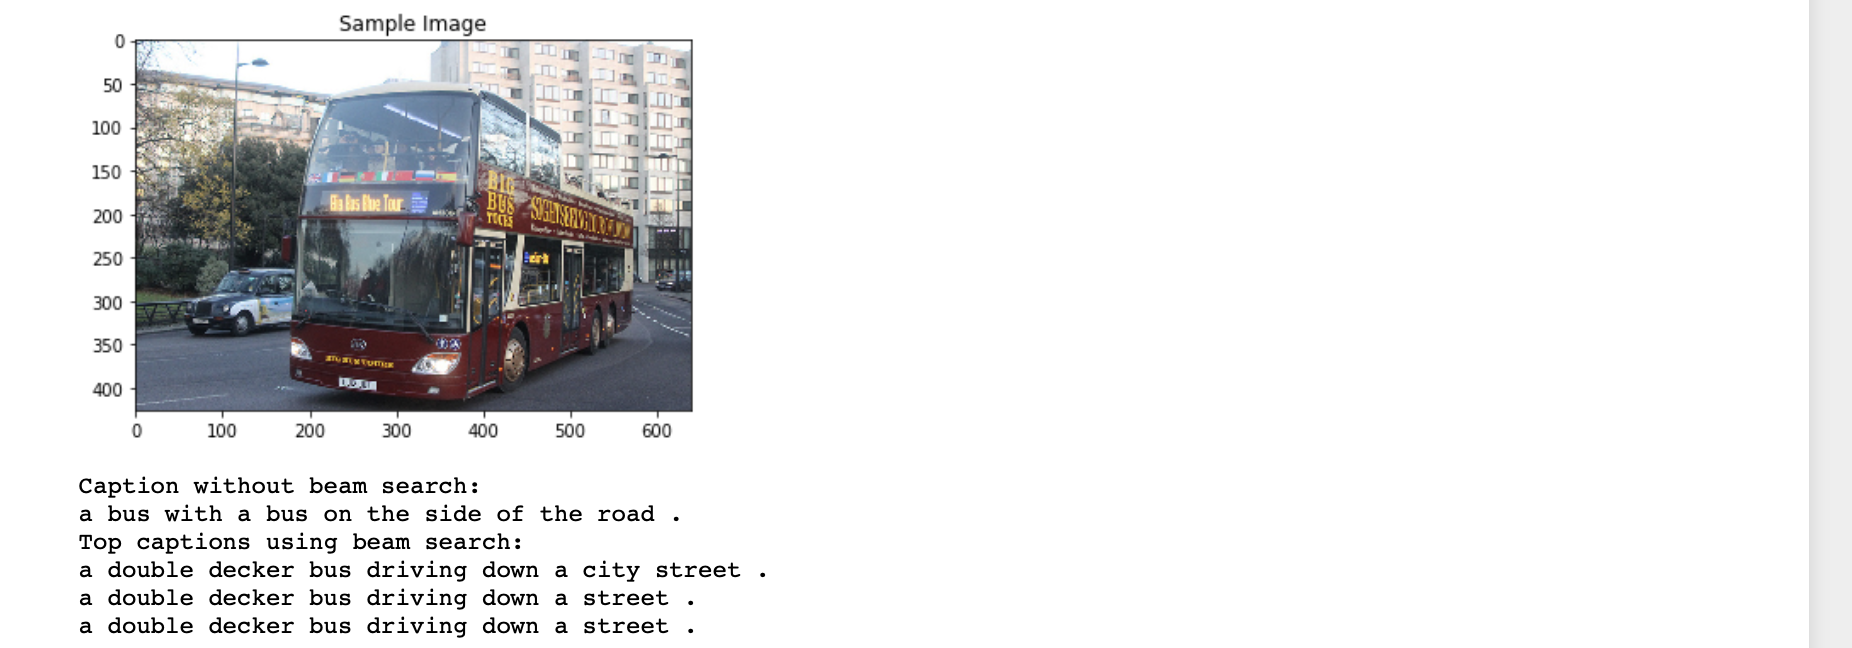 Sample Image
0
50
100
150
200
250
300
350
400
0 100 200 300 400 500 600
Big Bus Blue Tour
BIG
BUS
TOURS
SIGHTSEEING TOURS OF LONDON
Caption without beam search:
a bus with a bus on the side of the road .
Top captions using beam search:
a double decker bus driving down a city street .
a double decker bus driving down a street .
a double decker bus driving down a street .